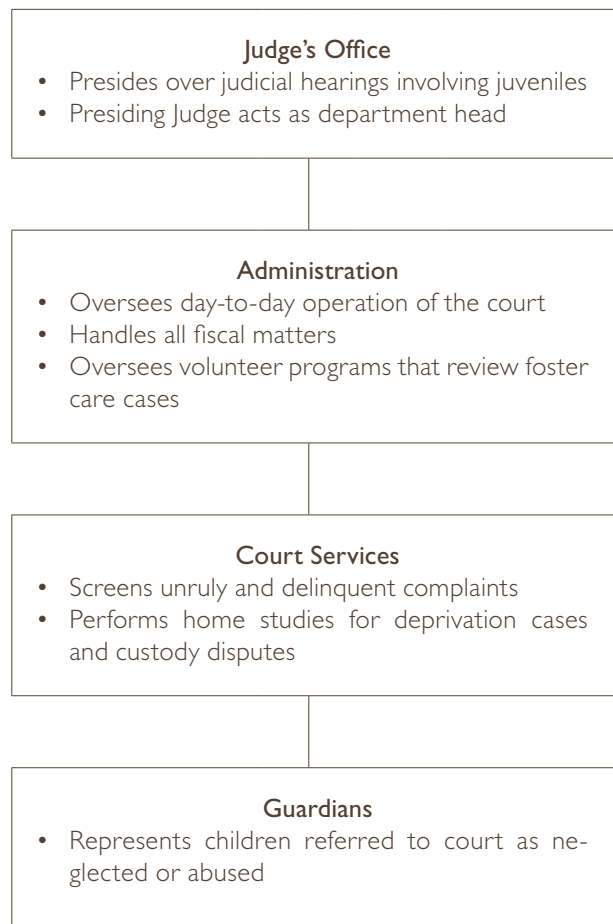 Judge’s Office
• Presides over judicial hearings involving juveniles
• Presiding Judge acts as department head
Administration
• Oversees day-to-day operation of the court
• Handles all fiscal matters
• Oversees volunteer programs that review foster
care cases
Court Services
• Screens unruly and delinquent complaints
• Performs home studies for deprivation cases
and custody disputes
Guardians
• Represents children referred to court as ne-
glected or abused